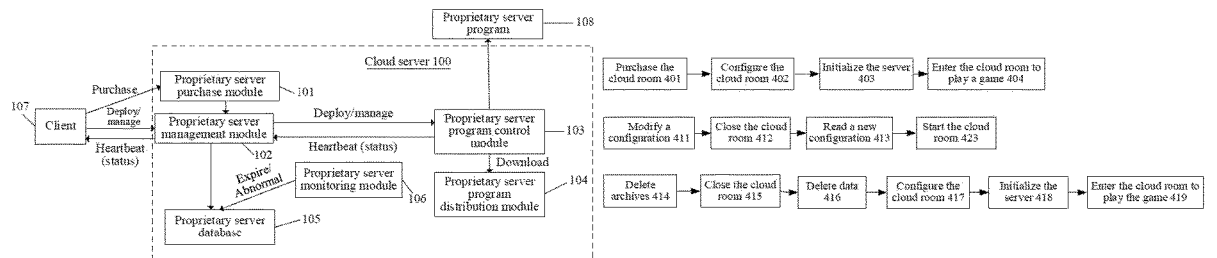 Proprietary server
program
108
Cloud server 100
Proprietary server
purchase module
101
Purchase
107
Client
Deploy/
manage
Heartbeat
(status)
Proprietary server
management module
102
Deploy/manage
Heartbeat (status)
Proprietary server
program control
module
103
Download
Expire/
Abnormal
Proprietary server
monitoring module
106
Proprietary server
program
distribution module
104
Proprietary server
database
105
Purchase the
cloud room 401
Configure the
cloud room 402
Initialize the server
403
Enter the cloud room to
play a game 404
Modify a
configuration 411
Close the cloud
room 412
Read a new
configuration 413
Start the cloud
room 423
Delete
archives 414
Close the cloud
room 415
Delete data
416
Configure the
cloud room 417
Initialize the
server 418
Enter the cloud room to
play the game 419